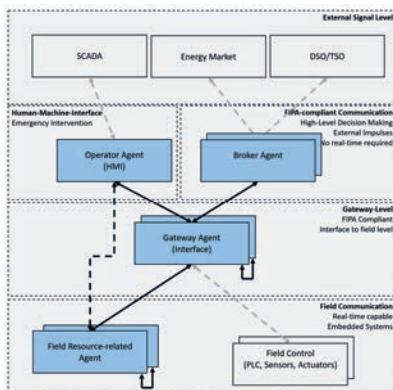 External Signal Level
SCADA
Energy Market
DSO/TSO
Human-Machine-Interface
Emergency Intervention
FIPA-compliant Communication
High-Level Decision Making
External Impulses
No real-time required
Operator Agent
(HMI)
Broker Agent
Gateway-Level
FIPA Compliant
Interface to field level
Gateway Agent
(Interface)
Field Communication
Real-time capable
Embedded Systems
Field Resource-related
Agent
Field Control
(PLC, Sensors, Actuators)